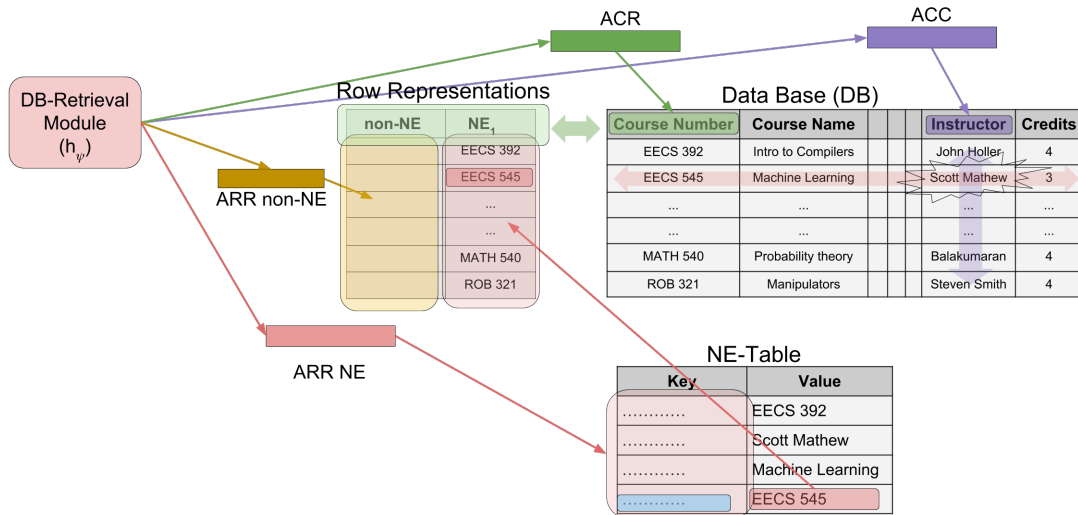 ACR
ACC
DB-Retrieval
Module
(hψ)
ARR non-NE
ARR NE
Row Representations
non-NE NE1
EECS 392
EECS 545
...
...
MATH 540
ROB 321
Data Base (DB)
Course Number Course Name Instructor Credits
EECS 392 Intro to Compilers John Holler 4
EECS 545 Machine Learning Scott Mathew 3
... ... ... ...
... ... ... ...
MATH 540 Probability theory Balakumaran 4
ROB 321 Manipulators Steven Smith 4
NE-Table
Key Value
............ EECS 392
............ Scott Mathew
............ Machine Learning
............ EECS 545